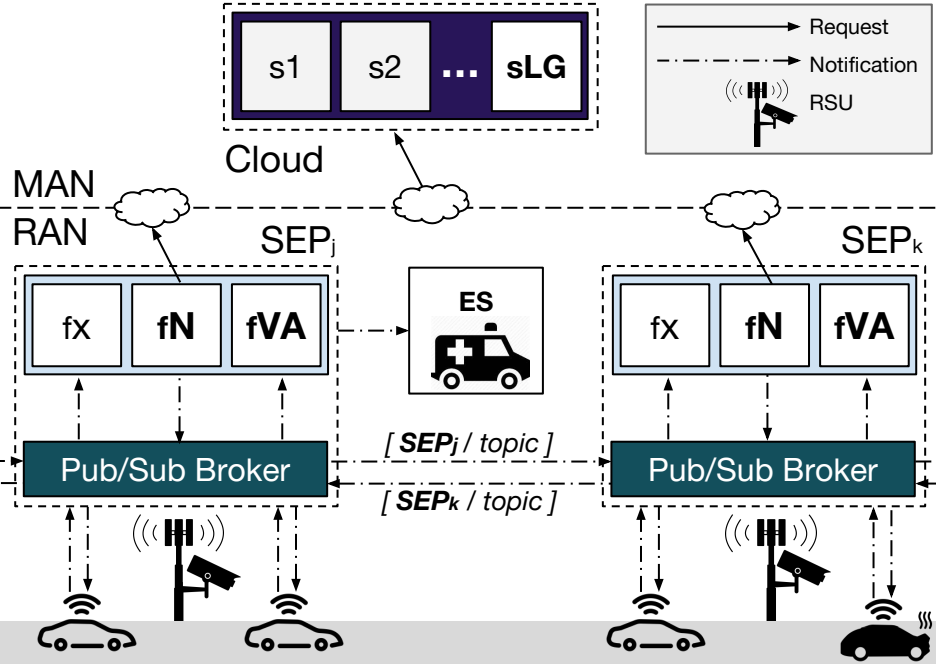 s1
s2
...
sLG
Request
Notification
RSU
Cloud
MAN
RAN
SEPj
SEPk
fx
fN
fVA
ES
fx
fN
fVA
[ SEPj / topic ]
Pub/Sub Broker
Pub/Sub Broker
[ SEPk / topic ]